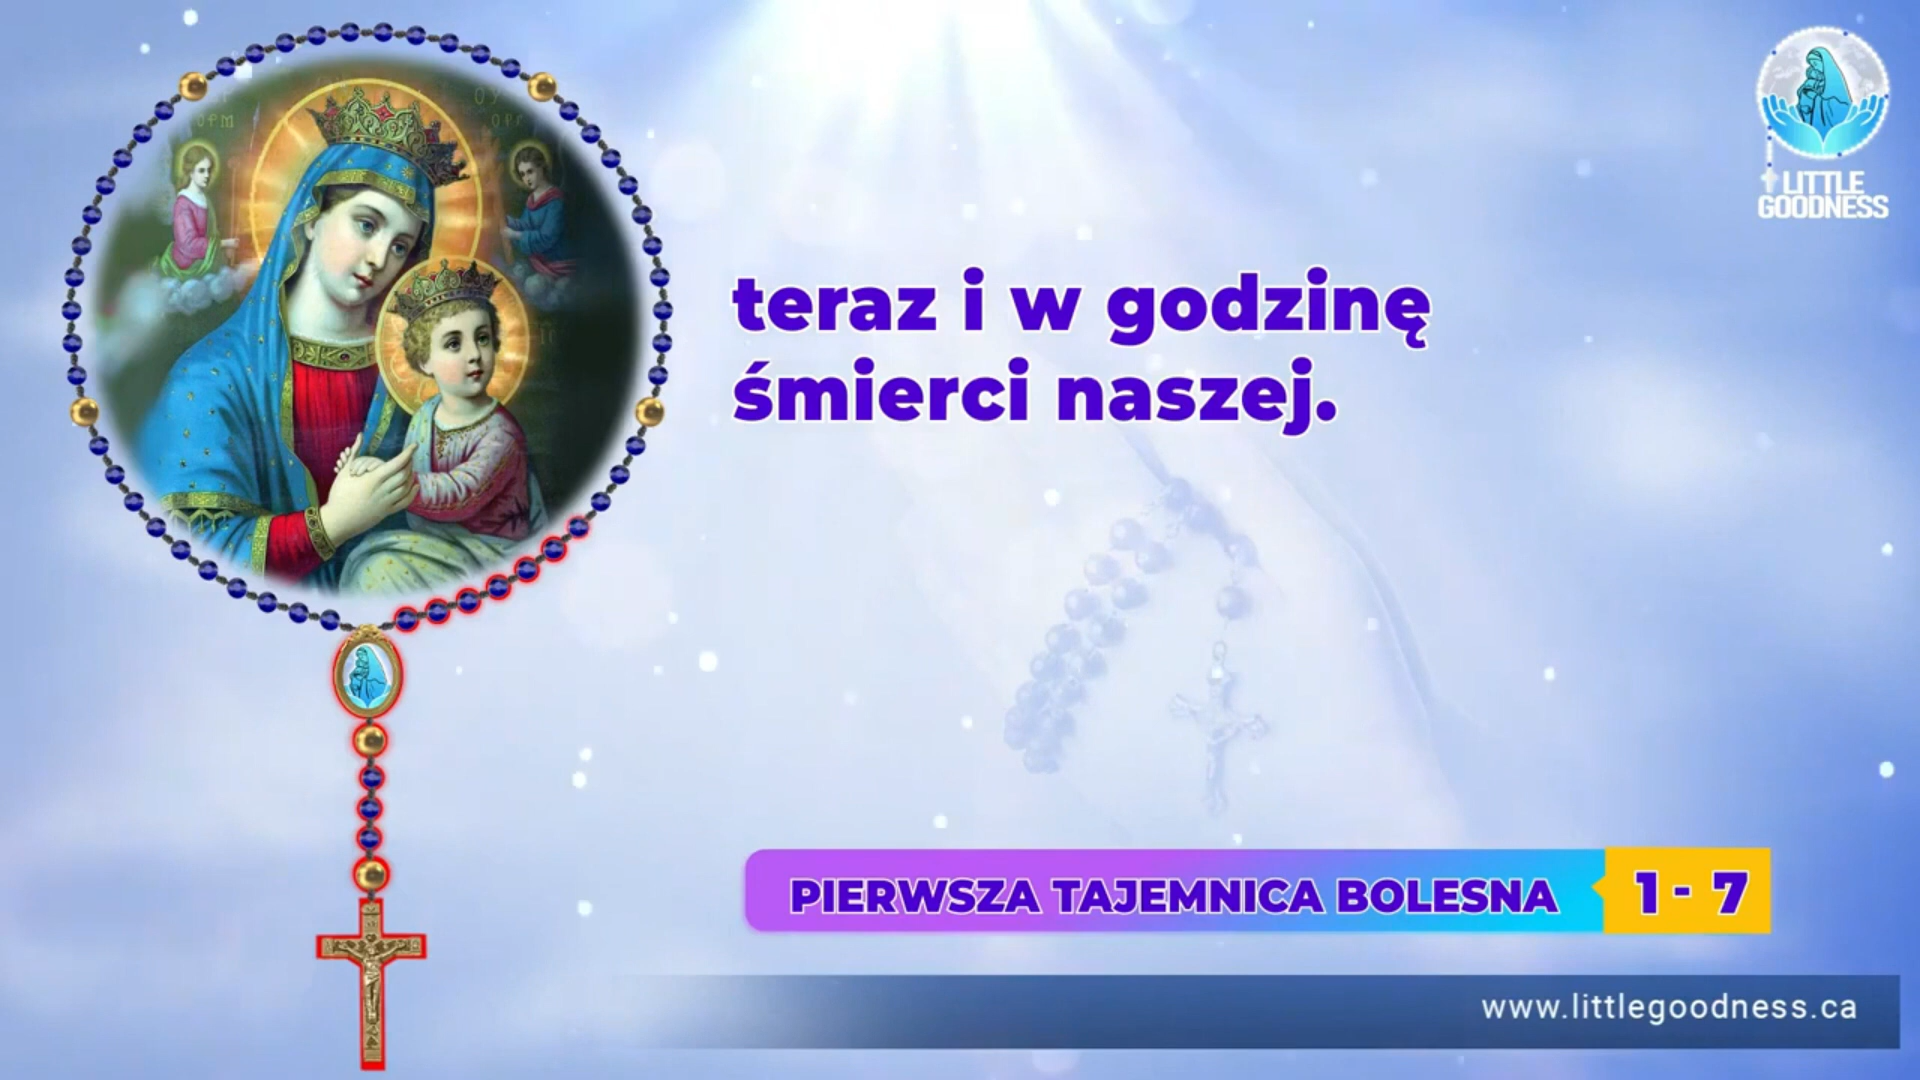 LITTLE
GOODNESS
teraz i w godzinę
śmierci naszej.
PIERWSZA TAJEMNICA BOLESNA
1 - 7
www.littlegoodness.ca